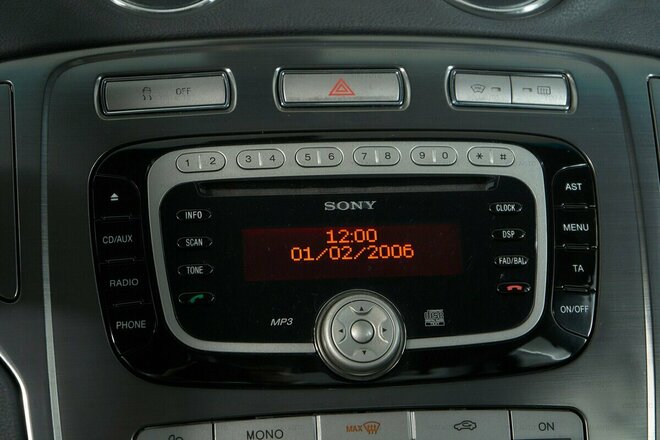 OFF
1 2 3 4 5 6 7 8 9 0 * #
SONY
INFO
SCAN
TONE
CD/AUX
RADIO
PHONE
12:00
01/02/2006
CLOCK
DSP
FAD/BAL
AST
MENU
TA
ON/OFF
MP3
MONO
MAX
ON